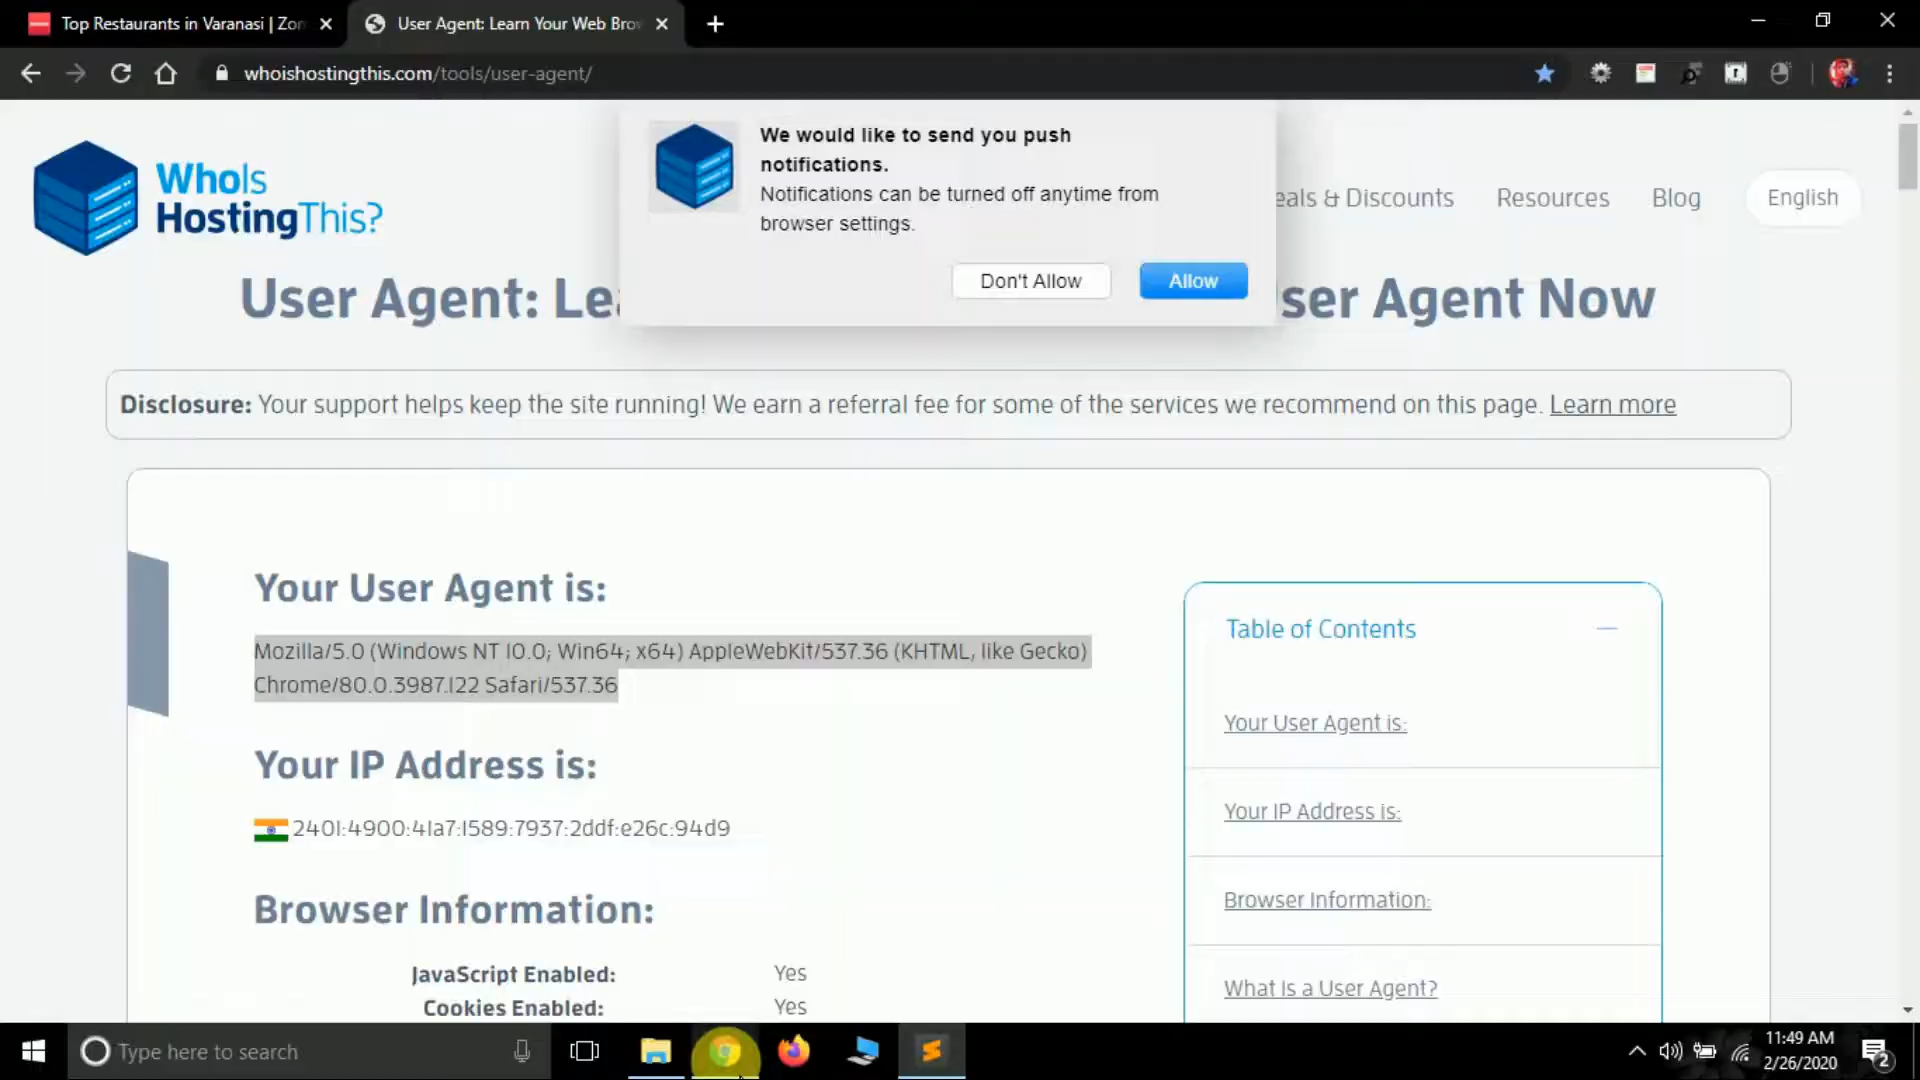 Top Restaurants in Varanasi | Zon
User Agent: Learn Your Web Brow
whoishostingthis.com/tools/user-agent/
WhoIs
HostingThis?
We would like to send you push
notifications.
Notifications can be turned off anytime from
browser settings.
Don't Allow
Allow
eals & Discounts
Resources
Blog
English
User Agent: Lea
ser Agent Now
Disclosure: Your support helps keep the site running! We earn a referral fee for some of the services we recommend on this page. Learn more
Your User Agent is:
Mozilla/5.0 (Windows NT 10.0; Win64; x64) AppleWebKit/537.36 (KHTML, like Gecko)
Chrome/80.0.3987.122 Safari/537.36
Your IP Address is:
2401:4900:41a7:1589:7937:2ddf:e26c:94d9
Browser Information:
JavaScript Enabled: Yes
Cookies Enabled: Yes
Table of Contents
Your User Agent is:
Your IP Address is:
Browser Information:
What Is a User Agent?
Type here to search
11:49 AM
2/26/2020
2